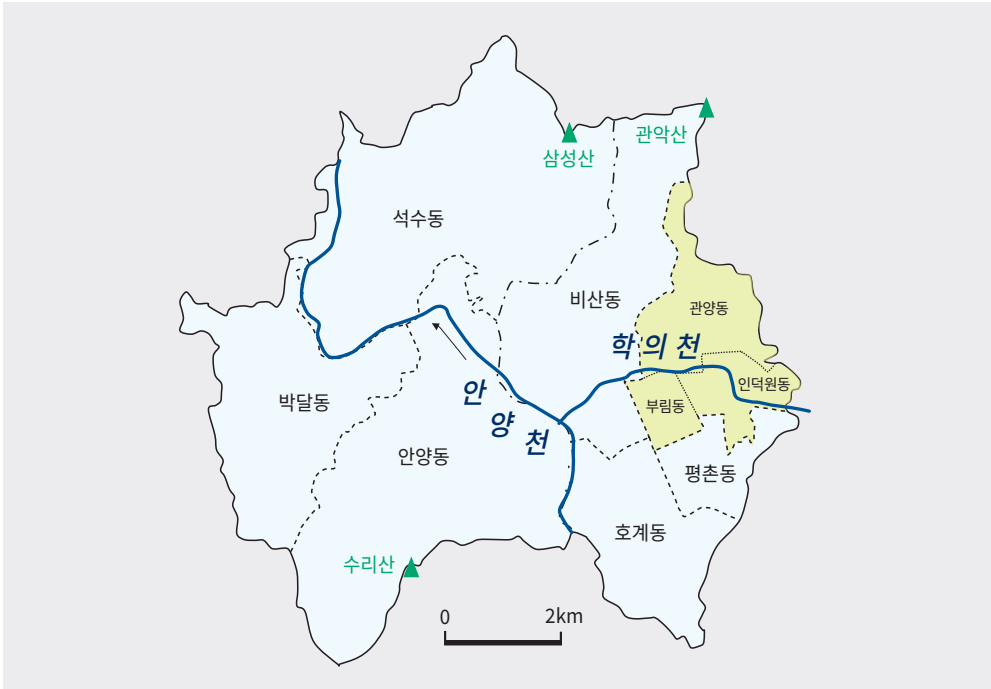 관악산
삼성산
석수동
비산동
관양동
학의천
인덕원동
부림동
박달동
안양천
안양동
평촌동
호계동
수리산
0 2km